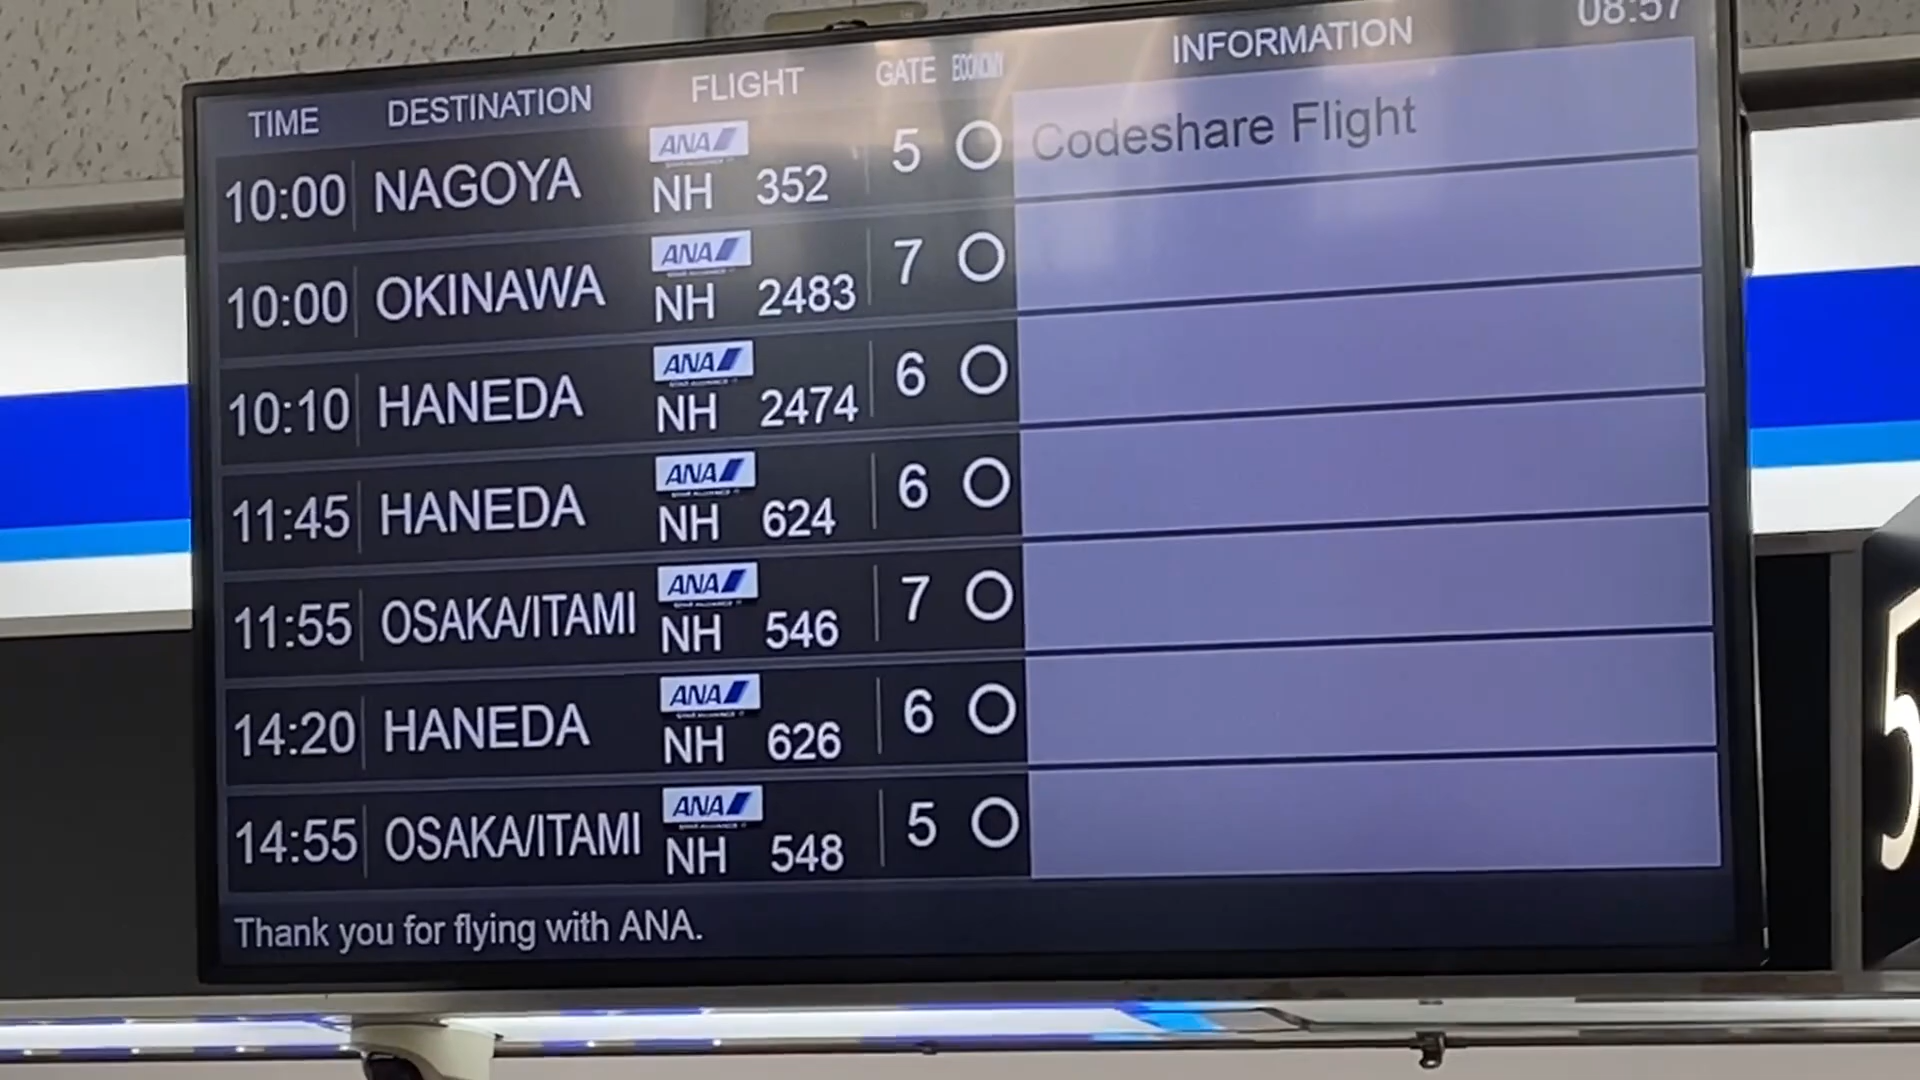 08:57
TIME DESTINATION FLIGHT GATE ECONOMY INFORMATION
ANA
10:00 NAGOYA NH 352 5 Codeshare Flight
ANA
10:00 OKINAWA NH 2483 7
ANA
10:10 HANEDA NH 2474 6
ANA
11:45 HANEDA NH 624 6
ANA
11:55 OSAKA/ITAMI NH 546 7
ANA
14:20 HANEDA NH 626 6
ANA
14:55 OSAKA/ITAMI NH 548 5
Thank you for flying with ANA.
5